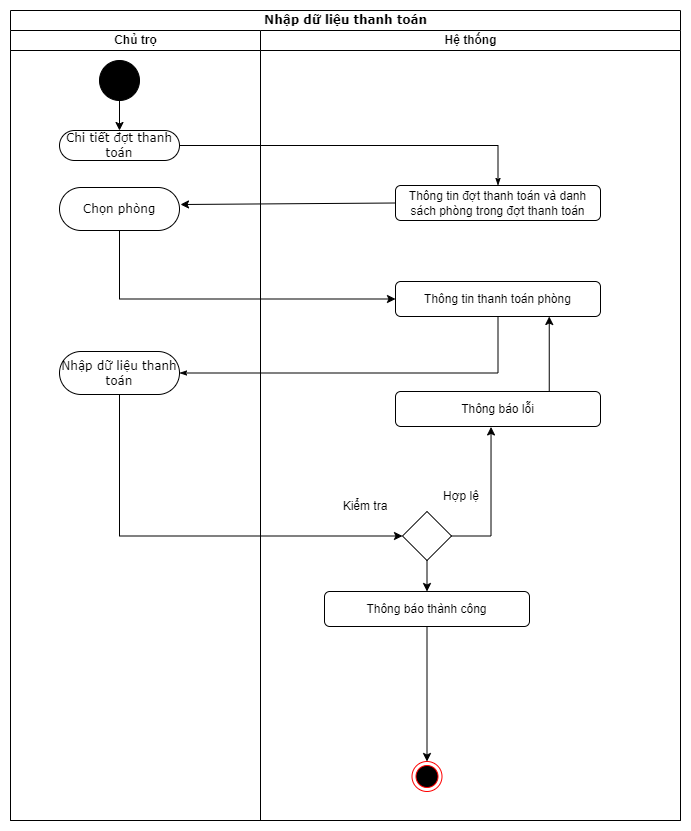 Nhập dữ liệu thanh toán
Chủ trọ
Hệ thống
Chi tiết đợt thanh
toán
Thông tin đợt thanh toán và danh
sách phòng trong đợt thanh toán
Chọn phòng
Thông tin thanh toán phòng
Nhập dữ liệu thanh
toán
Thông báo lỗi
Hợp lệ
Kiểm tra
Thông báo thành công